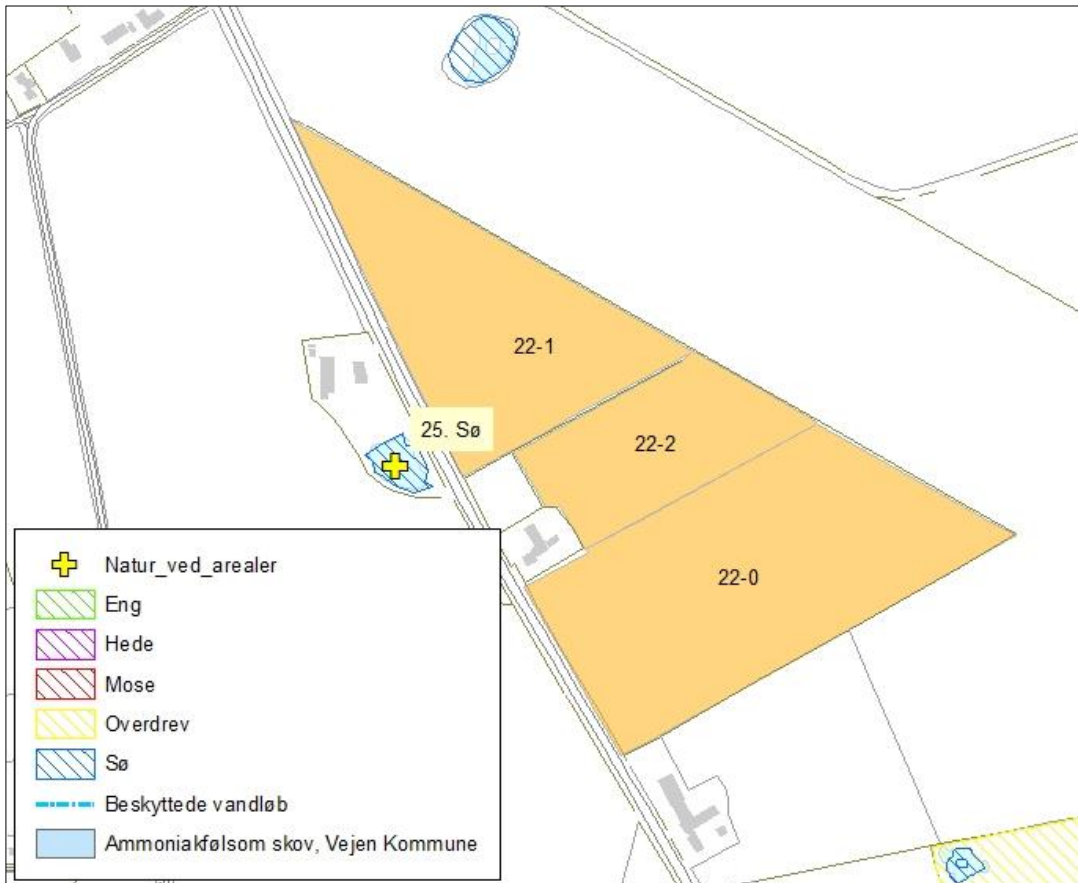 22-1
25. Sø
22-2
22-0
Natur_ved_arealer
Eng
Hede
Mose
Overdrev
Sø
Beskyttede vandløb
Ammoniakfølsom skov, Vejen Kommune